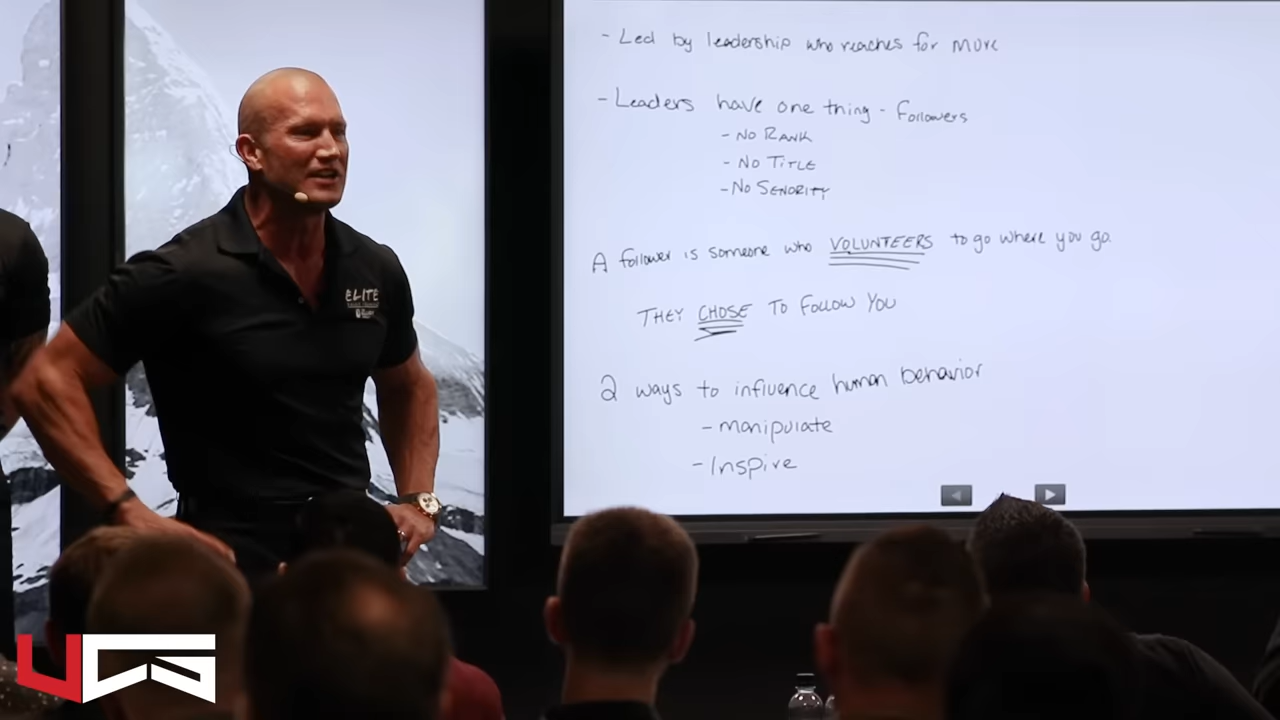 - Led by leadership who reaches for more
- Leaders have one thing - Followers
- No Rank
- No Title
- No Senority
A follower is someone who VOLUNTEERS to go where you go.
THEY CHOSE TO FOLLOW YOU
2 ways to influence human behavior
- manipulate
- Inspire
ELITE
UCS